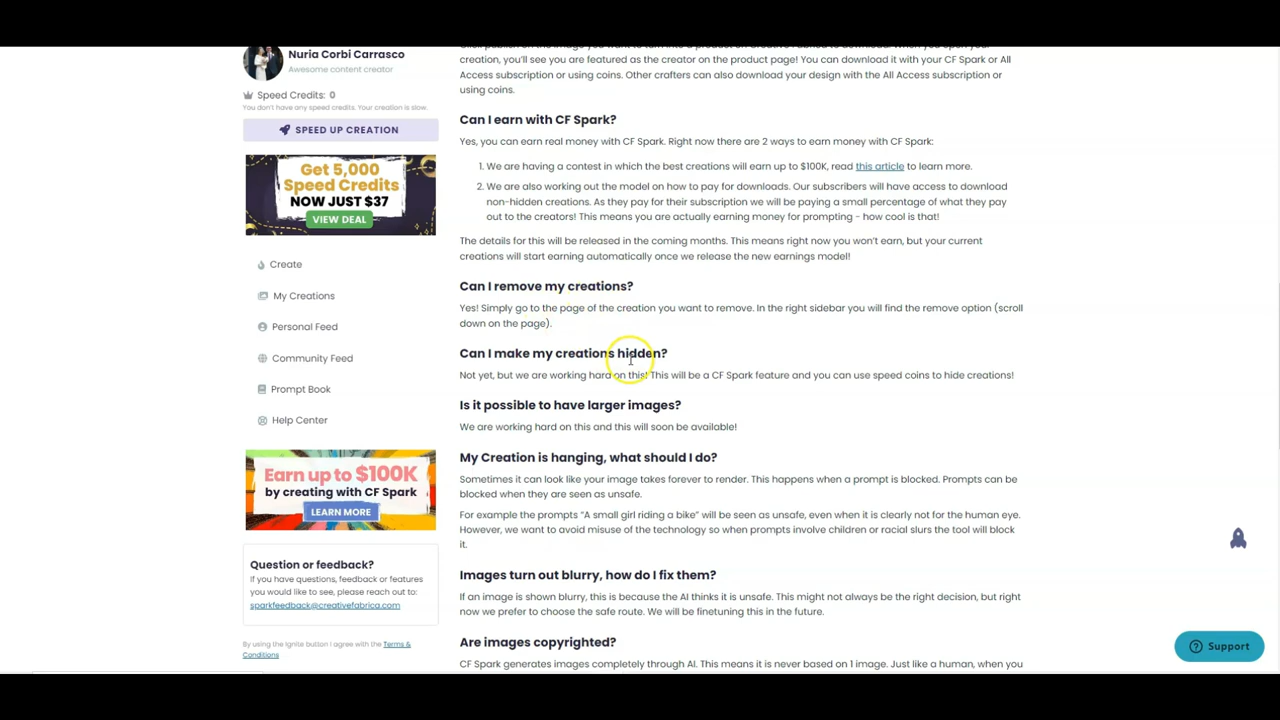 Nuria Corbi Carrasco
Awesome content creator
Speed Credits: 0
You don't have any speed credits. Your creation is slow.
SPEED UP CREATION
Get 5,000
Speed Credits
NOW JUST $37
VIEW DEAL
Create
My Creations
Personal Feed
Community Feed
Prompt Book
Help Center
Earn up to $100K
by creating with CF Spark
LEARN MORE
Question or feedback?
If you have questions, feedback or features
you would like to see, please reach out to:
sparkfeedback@creativefabrica.com
By using the Ignite button I agree with the Terms &
Conditions
creation, you'll see you are featured as the creator on the product page! You can download it with your CF Spark or All
Access subscription or using coins. Other crafters can also download your design with the All Access subscription or
using coins.
Can I earn with CF Spark?
Yes, you can earn real money with CF Spark. Right now there are 2 ways to earn money with CF Spark:
1. We are having a contest in which the best creations will earn up to $100K, read this article to learn more.
2. We are also working out the model on how to pay for downloads. Our subscribers will have access to download
non-hidden creations. As they pay for their subscription we will be paying a small percentage of what they pay
out to the creators! This means you are actually earning money for prompting - how cool is that!
The details for this will be released in the coming months. This means right now you won't earn, but your current
creations will start earning automatically once we release the new earnings model!
Can I remove my creations?
Yes! Simply go to the page of the creation you want to remove. In the right sidebar you will find the remove option (scroll
down on the page).
Can I make my creations hidden?
Not yet, but we are working hard on this! This will be a CF Spark feature and you can use speed coins to hide creations!
Is it possible to have larger images?
We are working hard on this and this will soon be available!
My Creation is hanging, what should I do?
Sometimes it can look like your image takes forever to render. This happens when a prompt is blocked. Prompts can be
blocked when they are seen as unsafe.
For example the prompts "A small girl riding a bike" will be seen as unsafe, even when it is clearly not for the human eye.
However, we want to avoid misuse of the technology so when prompts involve children or racial slurs the tool will block
it.
Images turn out blurry, how do I fix them?
If an image is shown blurry, this is because the AI thinks it is unsafe. This might not always be the right decision, but right
now we prefer to choose the safe route. We will be finetuning this in the future.
Are images copyrighted?
CF Spark generates images completely through AI. This means it is never based on 1 image. Just like a human, when you
Support